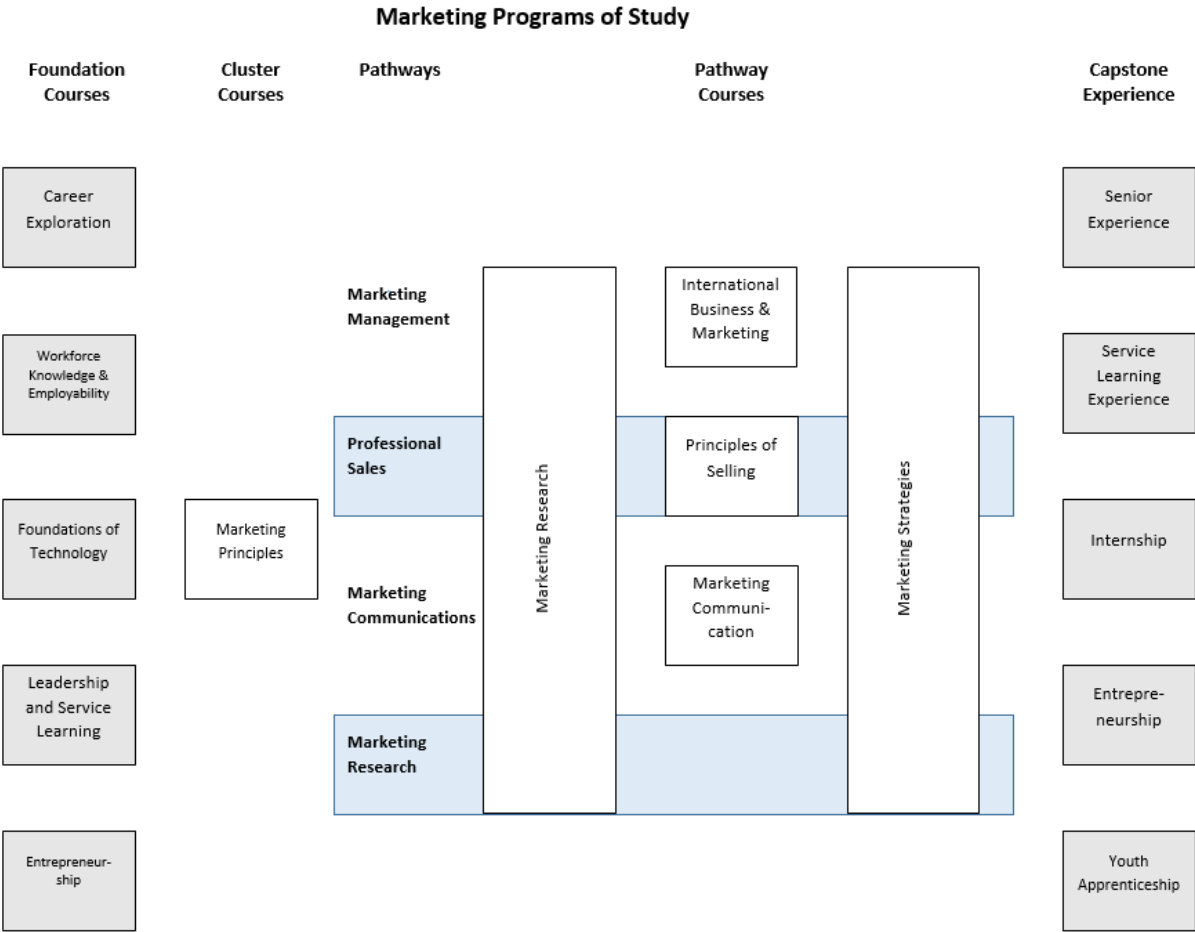 Marketing Programs of Study
Foundation
Courses
Cluster
Courses
Pathways
Pathway
Courses
Capstone
Experience
Career
Exploration
Workforce
Knowledge &
Employability
Foundations of
Technology
Leadership
and Service
Learning
Entrepreneur-
ship
Marketing
Principles
Marketing
Management
Professional
Sales
Marketing
Communications
Marketing
Research
Marketing Research
International
Business &
Marketing
Principles of
Selling
Marketing
Communi-
cation
Marketing Strategies
Senior
Experience
Service
Learning
Experience
Internship
Entrepre-
neurship
Youth
Apprenticeship